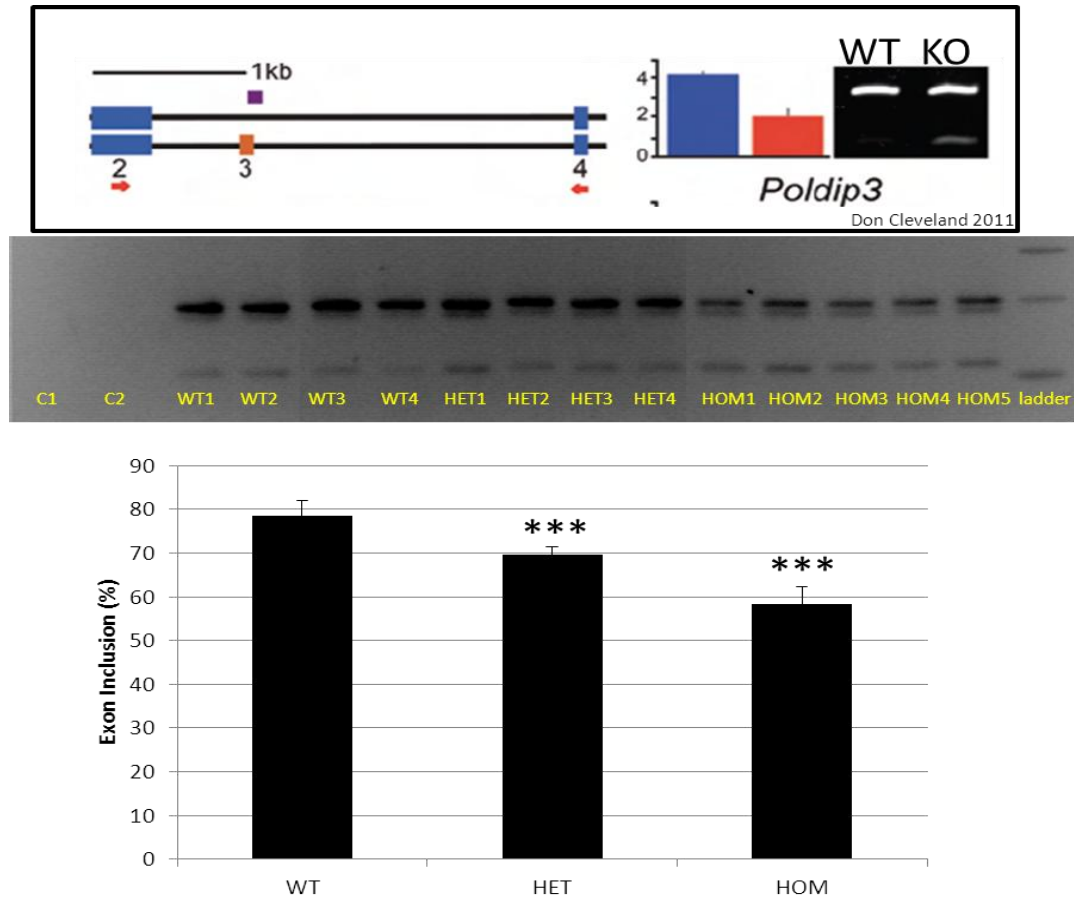 WT KO
1kb
4
2
0
2 3 4
Poldip3
Don Cleveland 2011
C1 C2 WT1 WT2 WT3 WT4 HET1 HET2 HET3 HET4 HOM1 HOM2 HOM3 HOM4 HOM5 ladder
90
80
70
60
50
40
30
20
10
0
Exon Inclusion (%)
***
***
WT HET HOM